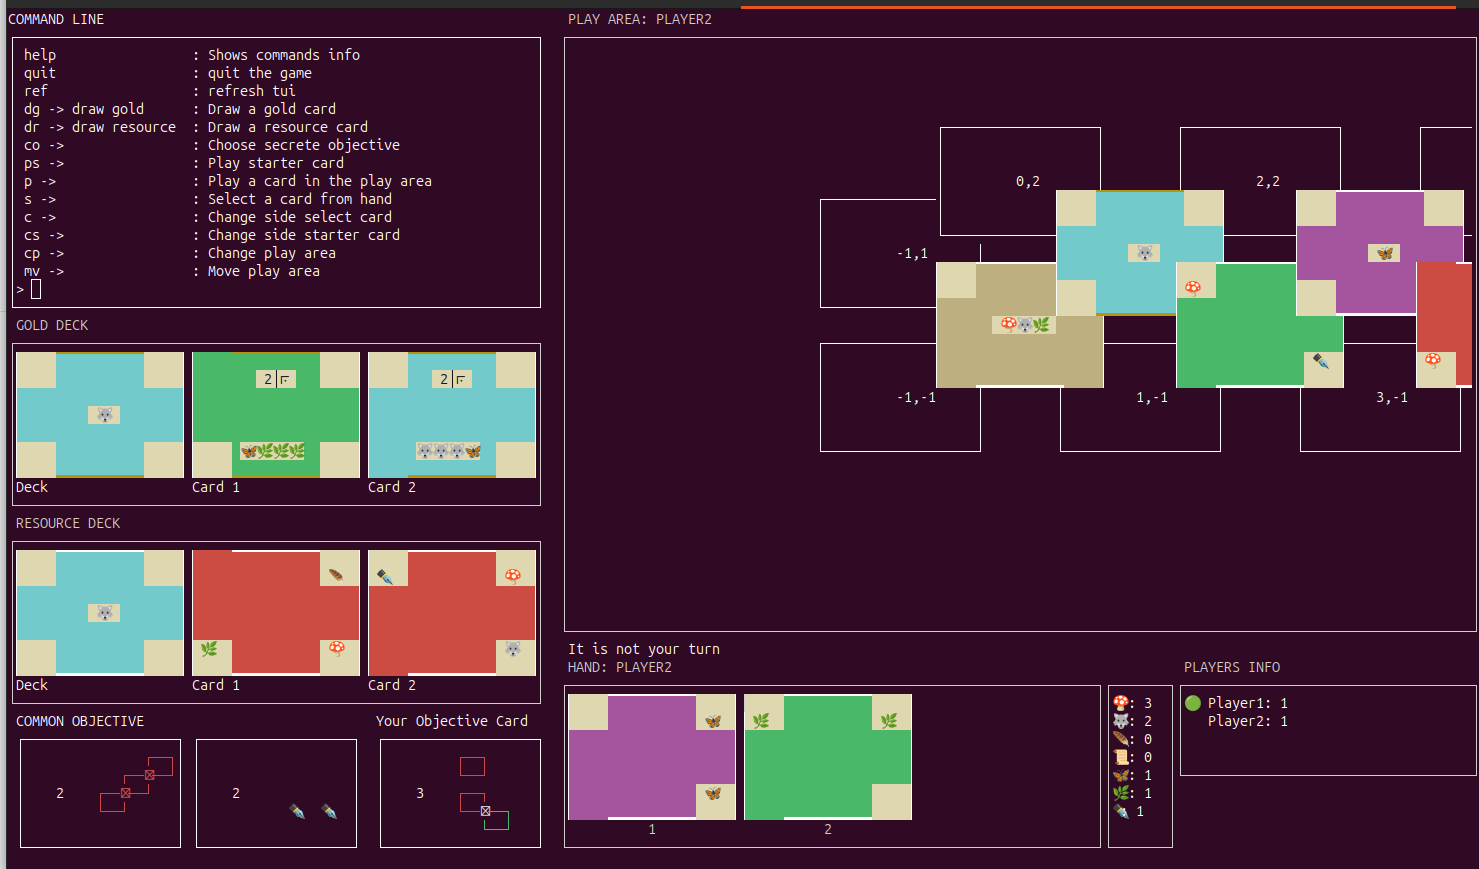 COMMAND LINE
help : Shows commands info
quit : quit the game
ref : refresh tui
dg -> draw gold : Draw a gold card
dr -> draw resource : Draw a resource card
co -> : Choose secrete objective
ps -> : Play starter card
p -> : Play a card in the play area
s -> : Select a card from hand
c -> : Change side select card
cs -> : Change side starter card
cp -> : Change play area
mv -> : Move play area
>
GOLD DECK
2
2
Deck Card 1 Card 2
RESOURCE DECK
Deck Card 1 Card 2
COMMON OBJECTIVE Your Objective Card
2 2 3
PLAY AREA: PLAYER2
0,2 2,2
-1,1
-1,-1 1,-1 3,-1
It is not your turn
HAND: PLAYER2
1 2
: 3
: 2
: 0
: 0
: 1
: 1
1
PLAYERS INFO
Player1: 1
Player2: 1